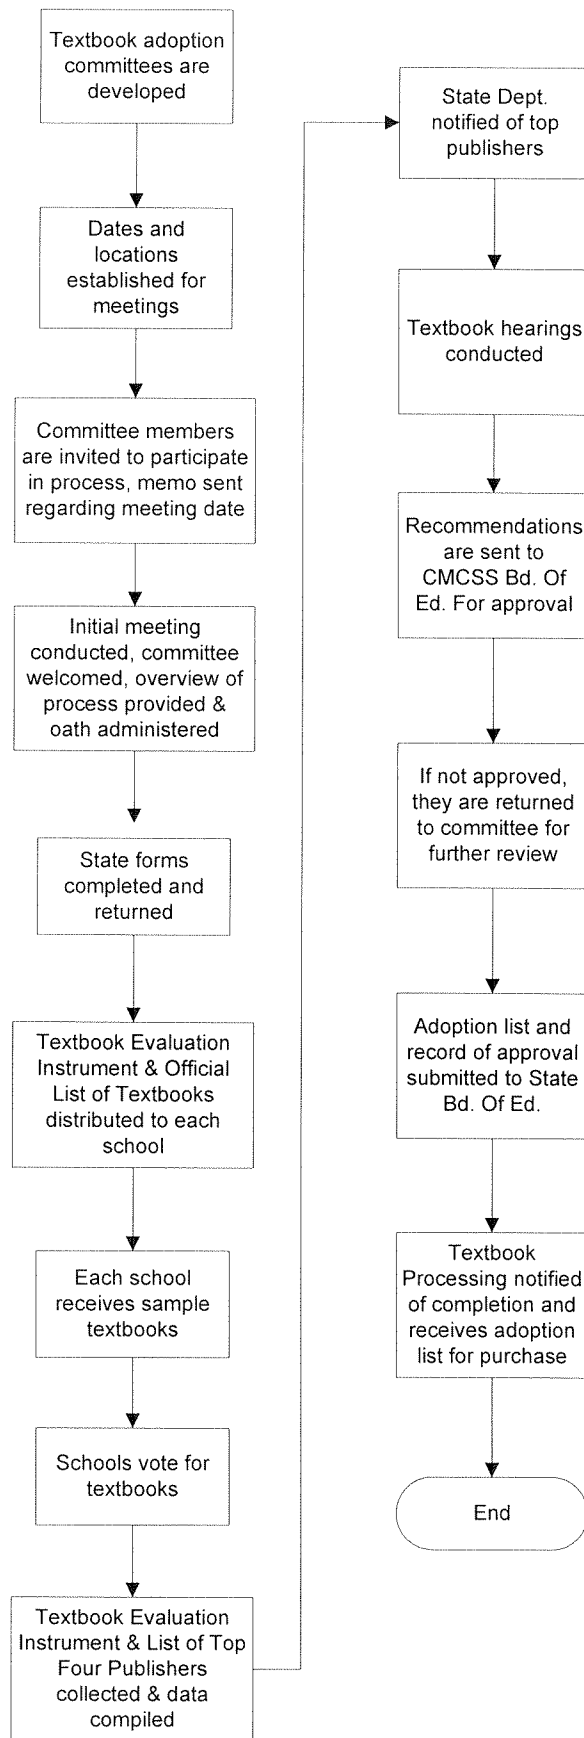 Textbook adoption
committees are
developed
Dates and
locations
established for
meetings
Committee members
are invited to participate
in process, memo sent
regarding meeting date
Initial meeting
conducted, committee
welcomed, overview of
process provided &
oath administered
State forms
completed and
returned
Textbook Evaluation
Instrument & Official
List of Textbooks
distributed to each
school
Each school
receives sample
textbooks
Schools vote for
textbooks
Textbook Evaluation
Instrument & List of Top
Four Publishers
collected & data
compiled
State Dept.
notified of top
publishers
Textbook hearings
conducted
Recommendations
are sent to
CMCSS Bd. Of
Ed. For approval
If not approved,
they are returned
to committee for
further review
Adoption list and
record of approval
submitted to State
Bd. Of Ed.
Textbook
Processing notified
of completion and
receives adoption
list for purchase
End